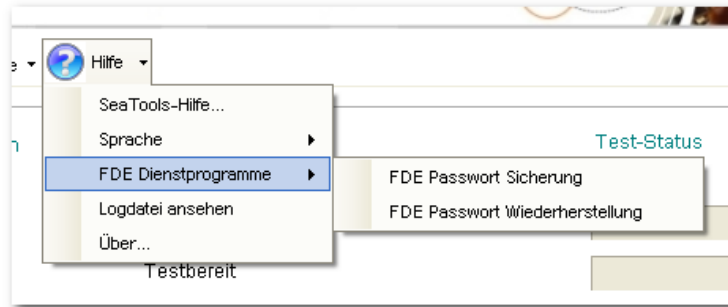 Hilfe
SeaTools-Hilfe...
Sprache
Test-Status
FDE Dienstprogramme
FDE Passwort Sicherung
Logdatei ansehen
FDE Passwort Wiederherstellung
Über...
Testbereit